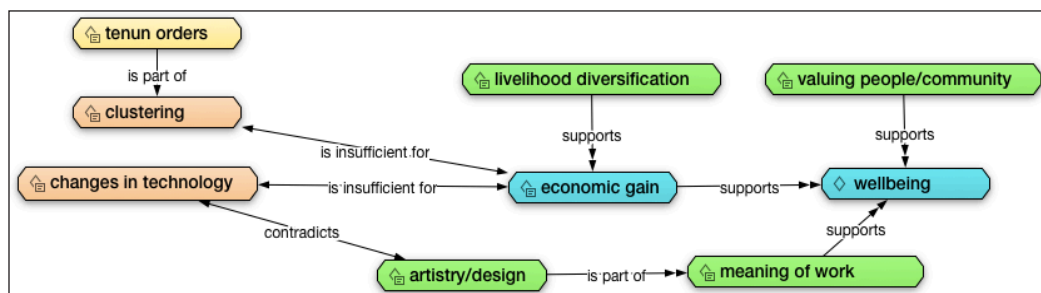 tenun orders
is part of
livelihood diversification
valuing people/community
clustering
supports
supports
is insufficient for
changes in technology
is insufficient for
economic gain
supports
wellbeing
contradicts
supports
artistry/design
is part of
meaning of work